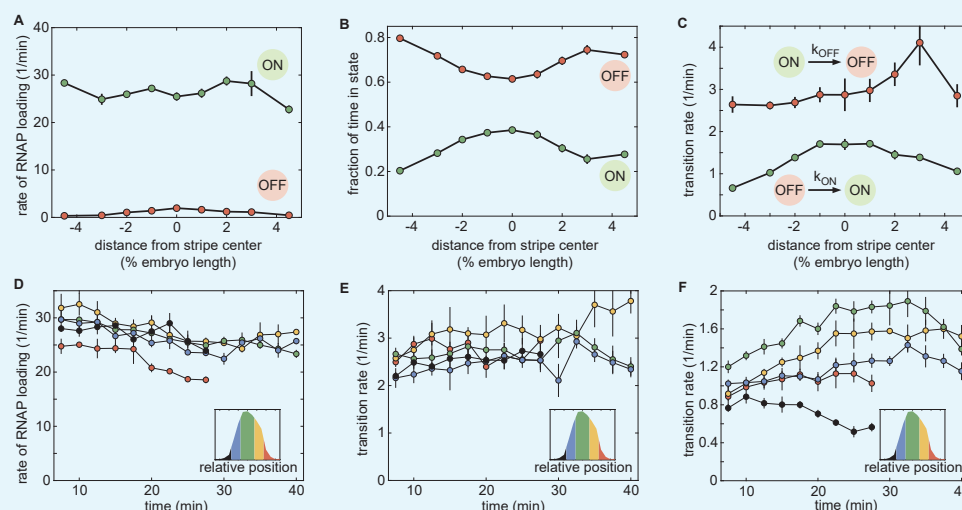 A
rate of RNAP loading (1/min)
40
30
20
10
0
ON
OFF
-4 -2 0 2 4
distance from stripe center
(% embryo length)
B
fraction of time in state
0.8
0.6
0.4
0.2
0
OFF
ON
-4 -2 0 2 4
distance from stripe center
(% embryo length)
C
transition rate (1/min)
4
3
2
1
0
ON kOFF OFF
OFF kON ON
-4 -2 0 2 4
distance from stripe center
(% embryo length)
D
rate of RNAP loading (1/min)
30
20
10
0
relative position
10 20 30 40
time (min)
E
transition rate (1/min)
4
3
2
1
0
relative position
10 20 30 40
time (min)
F
transition rate (1/min)
2
1.6
1.2
0.8
0.4
0
relative position
10 20 30 40
time (min)